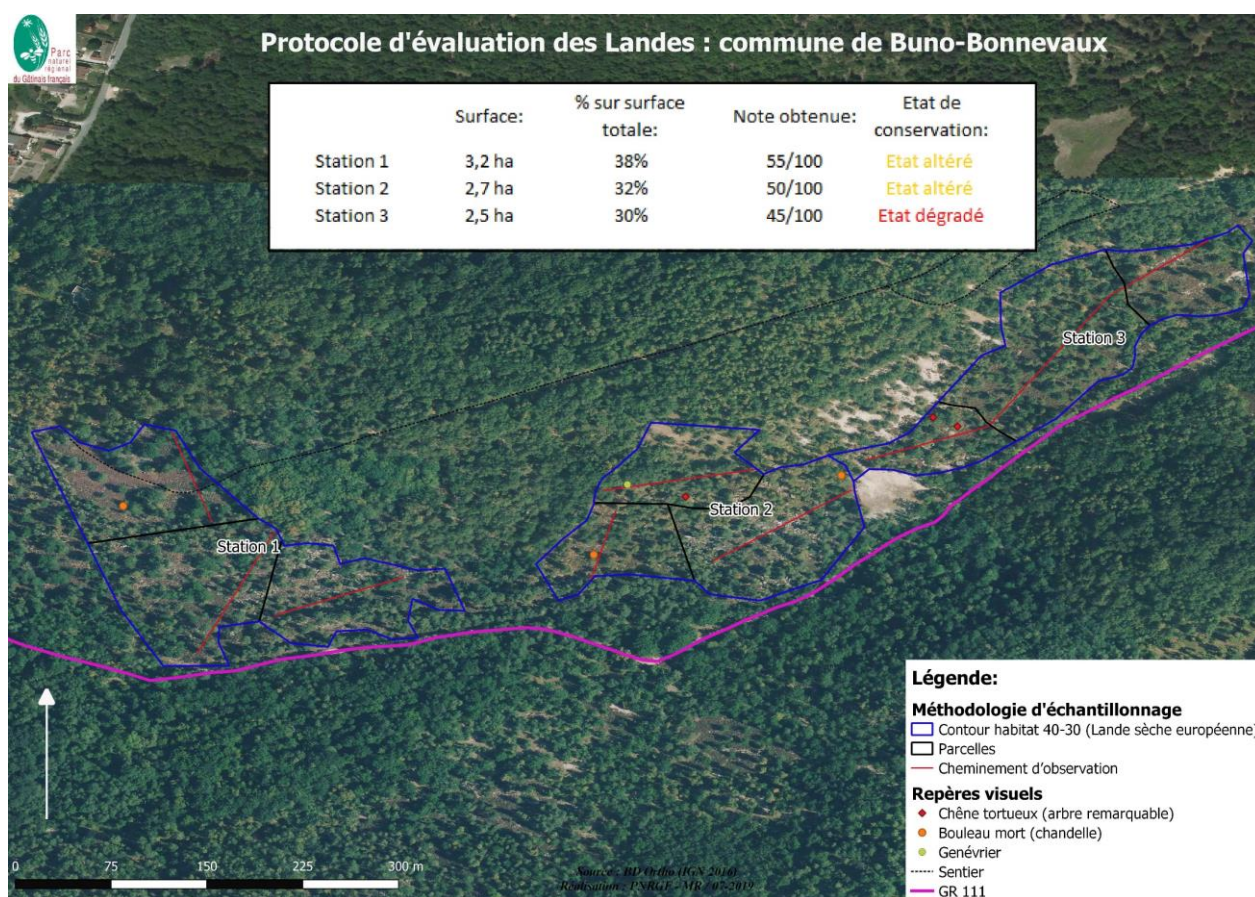 Parc
naturel
régional
du Gâtinais français
Protocole d'évaluation des Landes : commune de Buno-Bonnevaux
Surface: % sur surface totale: Note obtenue: Etat de conservation:
Station 1 3,2 ha 38% 55/100 Etat altéré
Station 2 2,7 ha 32% 50/100 Etat altéré
Station 3 2,5 ha 30% 45/100 Etat dégradé
Station 3
Station 2
Station 1
Légende:
Méthodologie d'échantillonnage
Contour habitat 40-30 (Lande sèche européenne)
Parcelles
Cheminement d'observation
Repères visuels
Chêne tortueux (arbre remarquable)
Bouleau mort (chandelle)
Genévrier
Sentier
GR 111
0 75 150 225 300 m
Source : BD Ortho (IGN 2016)
Réalisation : PNRGF - MR / 07-2019